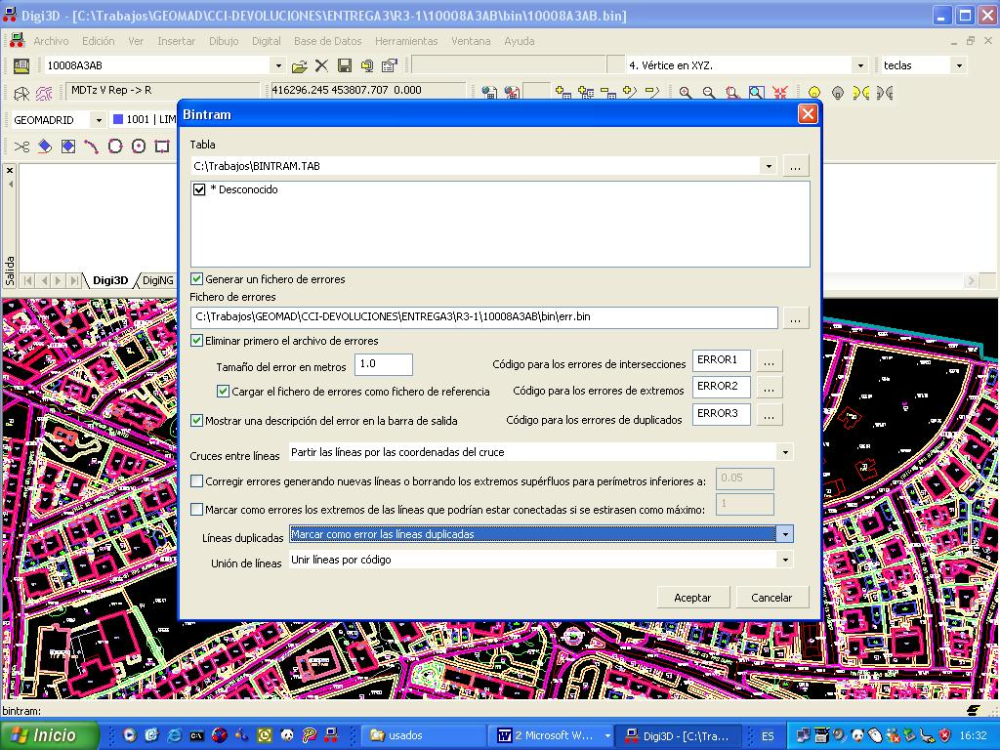 Digi3D - [C:\Trabajos\GEOMAD\CCI-DEVOLUCIONES\ENTREGA3\R3-1\10008A3AB\bin\10008A3AB.bin]
Archivo Edición Ver Insertar Dibujo Digital Base de Datos Herramientas Ventana Ayuda
10008A3AB 4. Vértice en XYZ. teclas
MDTz V Rep -> R 416296.245 453807.707 0.000
GEOMADRID 1001 | LIM
Bintram
Tabla
C:\Trabajos\BINTRAM.TAB ...
* Desconocido
Salida
Digi3D DigiNG
Generar un fichero de errores
Fichero de errores
C:\Trabajos\GEOMAD\CCI-DEVOLUCIONES\ENTREGA3\R3-1\10008A3AB\bin\err.bin ...
Eliminar primero el archivo de errores
Tamaño del error en metros 1.0 Código para los errores de intersecciones ERROR1 ...
Cargar el fichero de errores como fichero de referencia Código para los errores de extremos ERROR2 ...
Mostrar una descripción del error en la barra de salida Código para los errores de duplicados ERROR3 ...
Cruces entre líneas Partir las líneas por las coordenadas del cruce
Corregir errores generando nuevas líneas o borrando los extremos supérfluos para perímetros inferiores a: 0.05
Marcar como errores los extremos de las líneas que podrían estar conectadas si se estirasen como máximo: 1
Líneas duplicadas Marcar como error las líneas duplicadas
Unión de líneas Unir líneas por código
Aceptar Cancelar
bintram:
Inicio usados 2 Microsoft W... Digi3D - [C:\Tra... ES 16:32